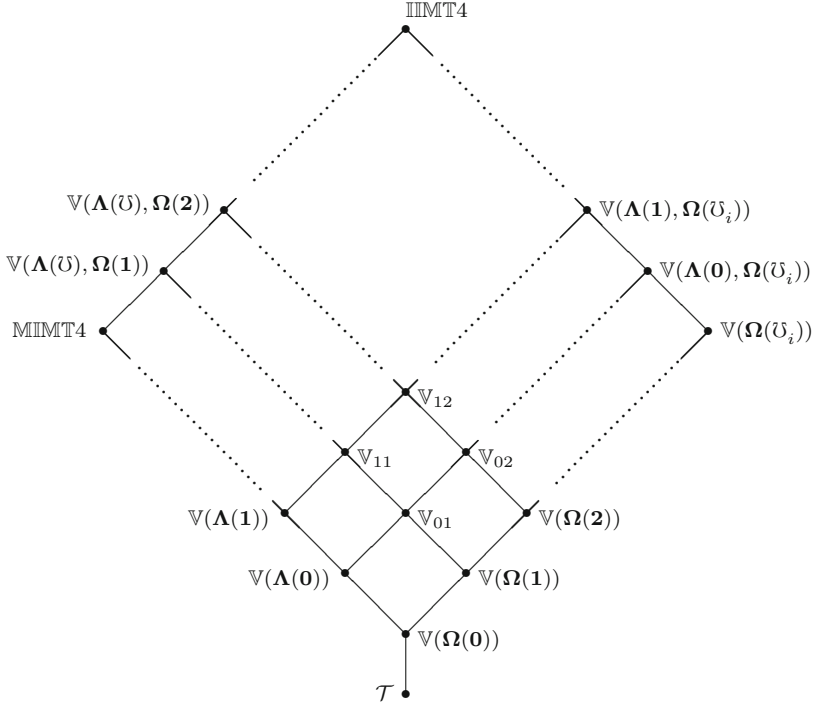 𝕀𝕀𝕄𝕋4
𝕍(𝚲(℧), 𝛀(𝟐))
𝕍(𝚲(𝟏), 𝛀(℧ᵢ))
𝕍(𝚲(℧), 𝛀(𝟏))
𝕍(𝚲(𝟎), 𝛀(℧ᵢ))
𝕄𝕀𝕄𝕋4
𝕍(𝛀(℧ᵢ))
𝕍₁₂
𝕍₁₁
𝕍₀₂
𝕍(𝚲(𝟏))
𝕍₀₁
𝕍(𝛀(𝟐))
𝕍(𝚲(𝟎))
𝕍(𝛀(𝟏))
𝕍(𝛀(𝟎))
𝒯